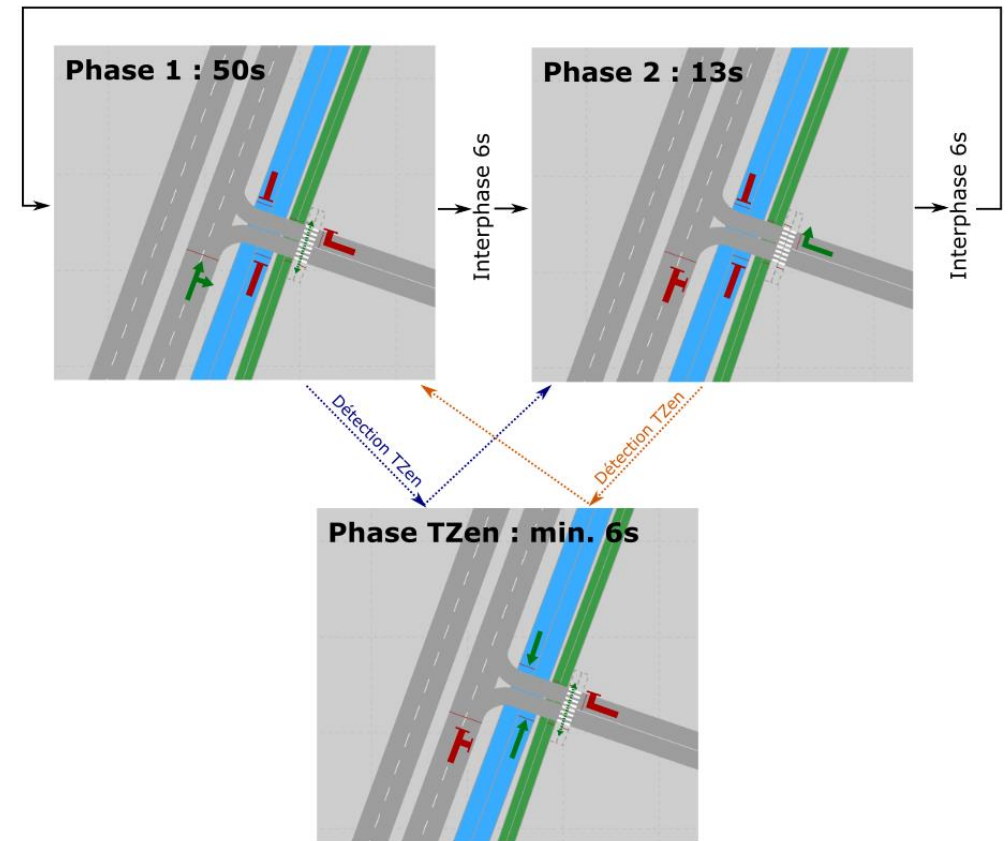 Phase 1 : 50s
Interphase 6s
Phase 2 : 13s
Interphase 6s
Détection TZen
Détection TZen
Phase TZen : min. 6s